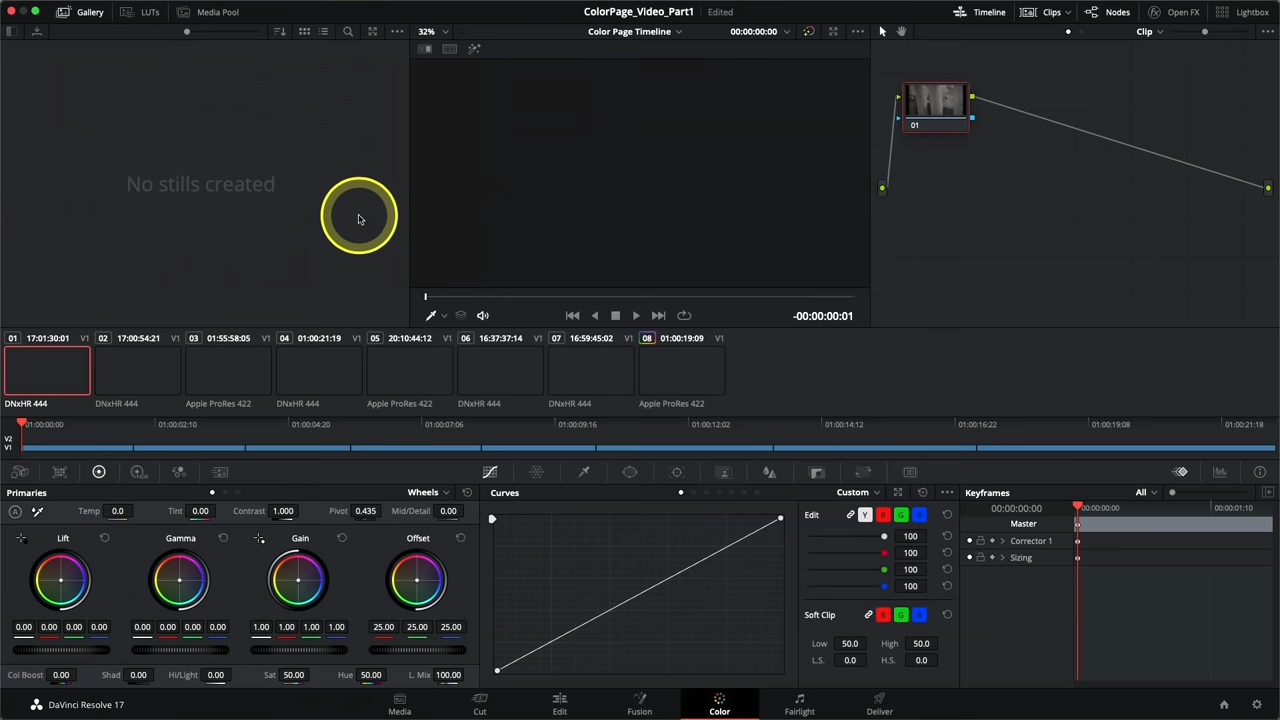 Gallery LUTs Media Pool ColorPage_Video_Part1 Edited Timeline Clips Nodes Open FX Lightbox
32% Color Page Timeline 00:00:00:00 Clip
01
No stills created
-00:00:00:01
01 17:01:30:01 V1 02 17:00:54:21 V1 03 01:55:58:05 V1 04 01:00:21:19 V1 05 20:10:44:12 V1 06 16:37:37:14 V1 07 16:59:45:02 V1 08 01:00:19:09 V1
DNxHR 444 DNxHR 444 Apple ProRes 422 DNxHR 444 Apple ProRes 422 DNxHR 444 DNxHR 444 Apple ProRes 422
01:00:00:00 01:00:02:10 01:00:04:20 01:00:07:06 01:00:09:16 01:00:12:02 01:00:14:12 01:00:16:22 01:00:19:08 01:00:21:18
V2
V1
Primaries Wheels Curves Custom Keyframes All
A Temp 0.0 Tint 0.00 Contrast 1.000 Pivot 0.435 Mid/Detail 0.00 Edit Y R G B 00:00:00:00 00:00:00:00 00:00:01:10
Master
Lift Gamma Gain Offset 100 Corrector 1
100 Sizing
100
100
Soft Clip R G B
0.00 0.00 0.00 0.00 0.00 0.00 0.00 0.00 1.00 1.00 1.00 1.00 25.00 25.00 25.00
Low 50.0 High 50.0
L.S. 0.0 H.S. 0.0
Col Boost 0.00 Shad 0.00 Hi/Light 0.00 Sat 50.00 Hue 50.00 L. Mix 100.00
DaVinci Resolve 17 Media Cut Edit Fusion Color Fairlight Deliver